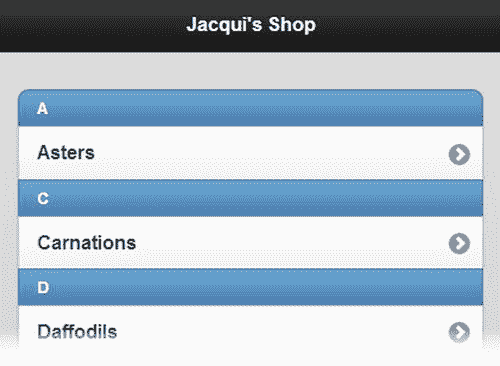 Jacqui's Shop
A
Asters
C
Carnations
D
Daffodils